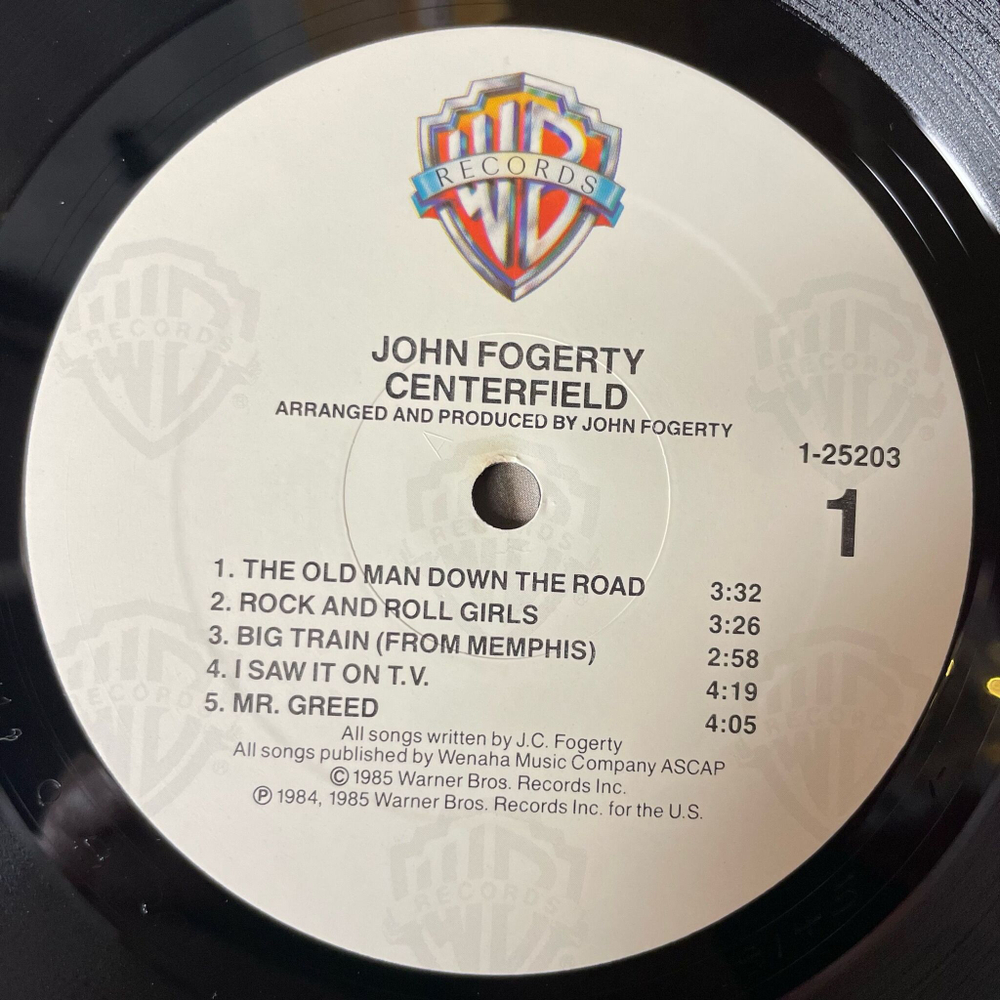 WB
RECORDS
JOHN FOGERTY
CENTERFIELD
ARRANGED AND PRODUCED BY JOHN FOGERTY
1-25203
1
1. THE OLD MAN DOWN THE ROAD 3:32
2. ROCK AND ROLL GIRLS 3:26
3. BIG TRAIN (FROM MEMPHIS) 2:58
4. I SAW IT ON T.V. 4:19
5. MR. GREED 4:05
All songs written by J.C. Fogerty
All songs published by Wenaha Music Company ASCAP
© 1985 Warner Bros. Records Inc.
℗ 1984, 1985 Warner Bros. Records Inc. for the U.S.